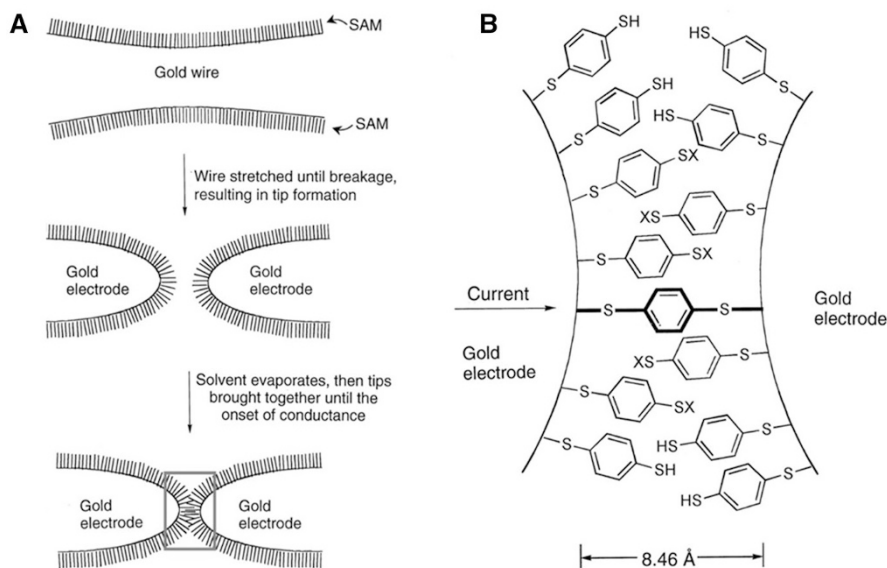 A
SAM
Gold wire
SAM
Wire stretched until breakage,
resulting in tip formation
Gold
electrode
Gold
electrode
Solvent evaporates, then tips
brought together until the
onset of conductance
Gold
electrode
Gold
electrode
B
SH
HS
S
S
SH
HS
S
S
SX
S
S
XS
SX
S
Current
S
S
Gold
electrode
Gold
electrode
XS
S
S
SX
HS
S
S
SH
HS
S
8.46 Å